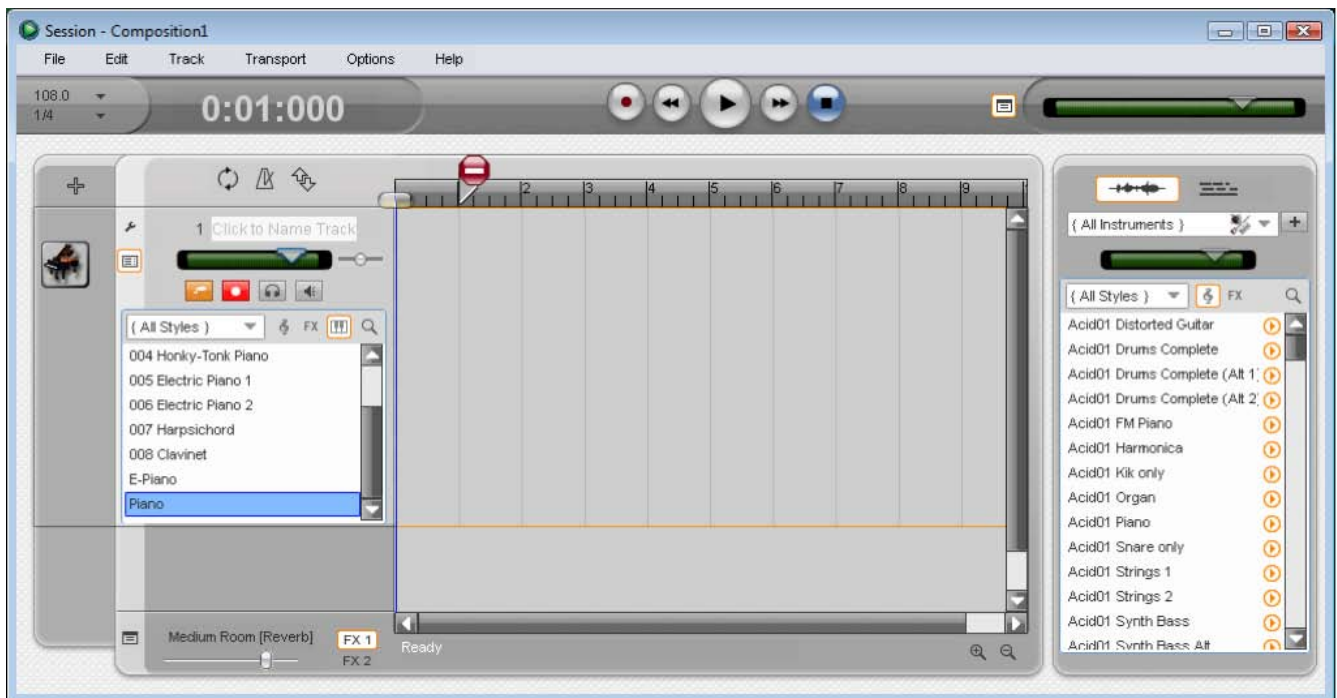 Session - Composition1
File Edit Track Transport Options Help
108.0
1/4
0:01:000
1 Click to Name Track
( All Styles ) FX
004 Honky-Tonk Piano
005 Electric Piano 1
006 Electric Piano 2
007 Harpsichord
008 Clavinet
E-Piano
Piano
Medium Room [Reverb] FX 1
FX 2
2 3 4 5 6 7 8 9
Ready
( All Instruments )
( All Styles ) FX
Acid01 Distorted Guitar
Acid01 Drums Complete
Acid01 Drums Complete (Alt 1)
Acid01 Drums Complete (Alt 2)
Acid01 FM Piano
Acid01 Harmonica
Acid01 Kik only
Acid01 Organ
Acid01 Piano
Acid01 Snare only
Acid01 Strings 1
Acid01 Strings 2
Acid01 Synth Bass
Acid01 Synth Bass Alt